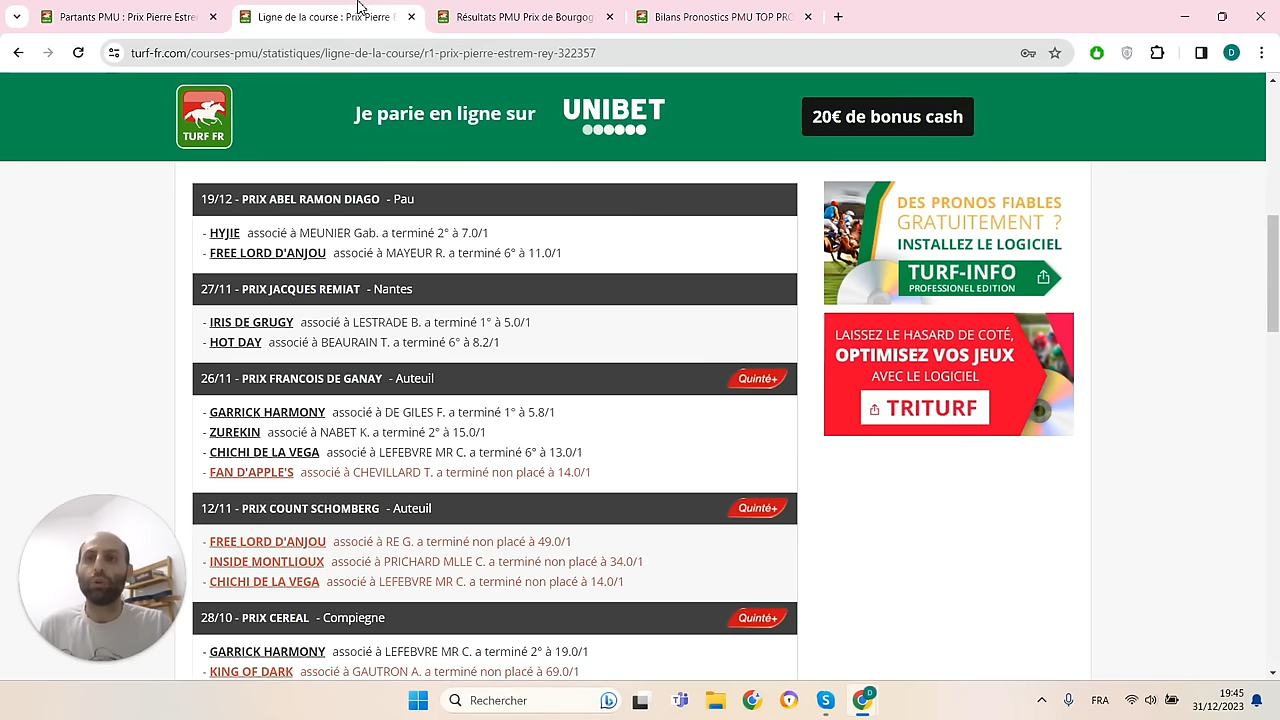 Partants PMU : Prix Pierre Estre
Ligne de la course : Prix Pierre E
Résultats PMU Prix de Bourgog
Bilans Pronostics PMU TOP PRO
turf-fr.com/courses-pmu/statistiques/ligne-de-la-course/r1-prix-pierre-estrem-rey-322357
D
TURF FR
Je parie en ligne sur UNIBET
20€ de bonus cash
19/12 - PRIX ABEL RAMON DIAGO - Pau
- HYJIE associé à MEUNIER Gab. a terminé 2° à 7.0/1
- FREE LORD D'ANJOU associé à MAYEUR R. a terminé 6° à 11.0/1
27/11 - PRIX JACQUES REMIAT - Nantes
- IRIS DE GRUGY associé à LESTRADE B. a terminé 1° à 5.0/1
- HOT DAY associé à BEAURAIN T. a terminé 6° à 8.2/1
26/11 - PRIX FRANCOIS DE GANAY - Auteuil Quinté+
- GARRICK HARMONY associé à DE GILES F. a terminé 1° à 5.8/1
- ZUREKIN associé à NABET K. a terminé 2° à 15.0/1
- CHICHI DE LA VEGA associé à LEFEBVRE MR C. a terminé 6° à 13.0/1
- FAN D'APPLE'S associé à CHEVILLARD T. a terminé non placé à 14.0/1
12/11 - PRIX COUNT SCHOMBERG - Auteuil Quinté+
- FREE LORD D'ANJOU associé à RE G. a terminé non placé à 49.0/1
- INSIDE MONTLIOUX associé à PRICHARD MLLE C. a terminé non placé à 34.0/1
- CHICHI DE LA VEGA associé à LEFEBVRE MR C. a terminé non placé à 14.0/1
28/10 - PRIX CEREAL - Compiegne Quinté+
- GARRICK HARMONY associé à LEFEBVRE MR C. a terminé 2° à 19.0/1
- KING OF DARK associé à GAUTRON A. a terminé non placé à 69.0/1
DES PRONOS FIABLES
GRATUITEMENT ?
INSTALLEZ LE LOGICIEL
TURF-INFO
PROFESSIONEL EDITION
LAISSEZ LE HASARD DE COTÉ,
OPTIMISEZ VOS JEUX
AVEC LE LOGICIEL
TRITURF
Rechercher
D
FRA
19:45
31/12/2023